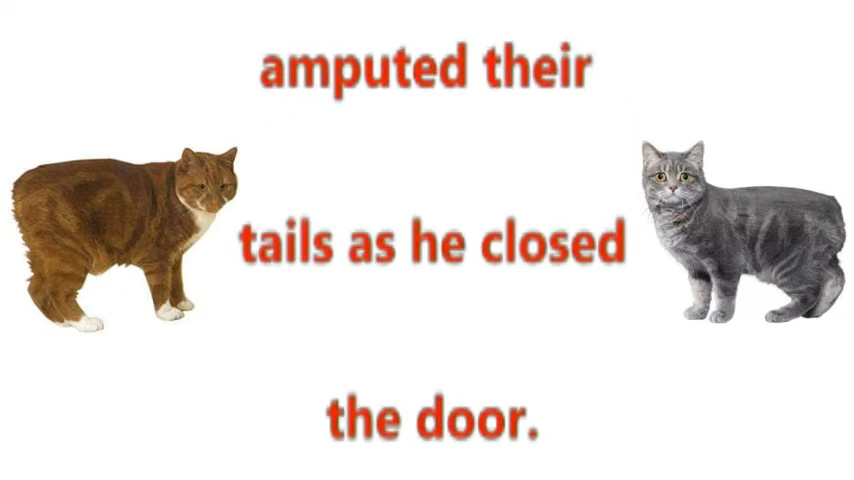 amputed their
tails as he closed
the door.